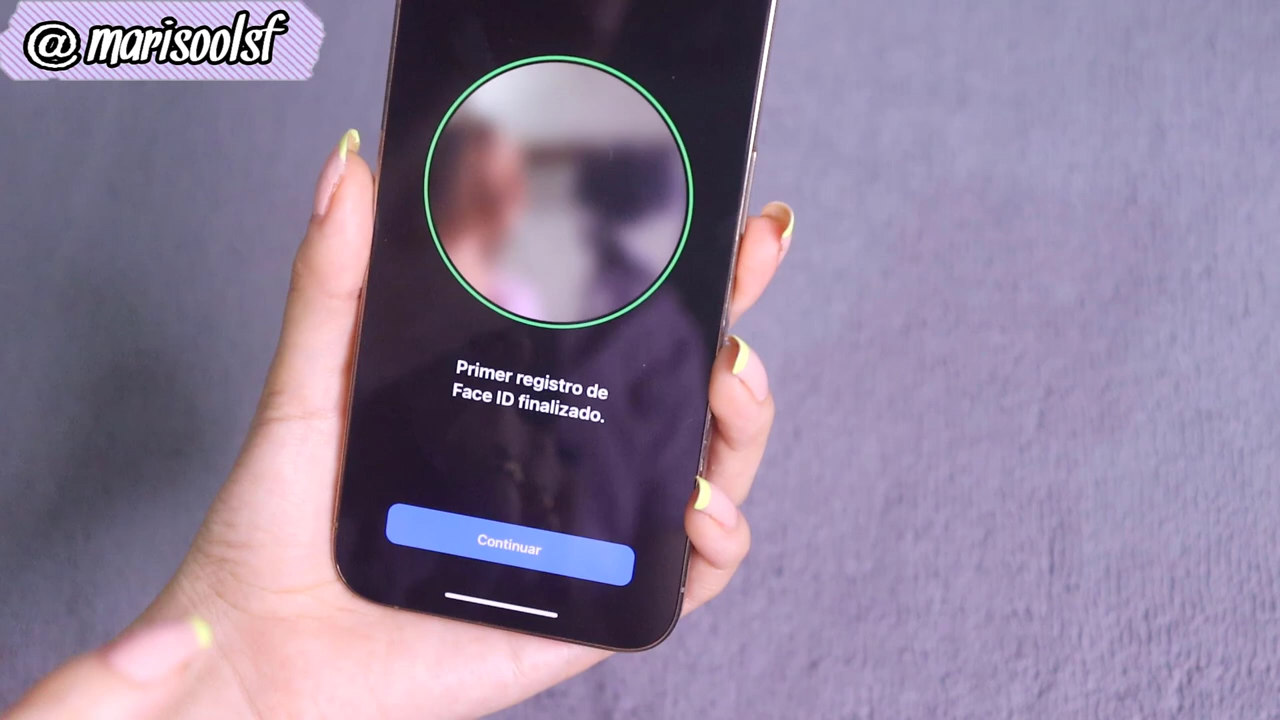 @marisoolsf
Primer registro de
Face ID finalizado.
Continuar